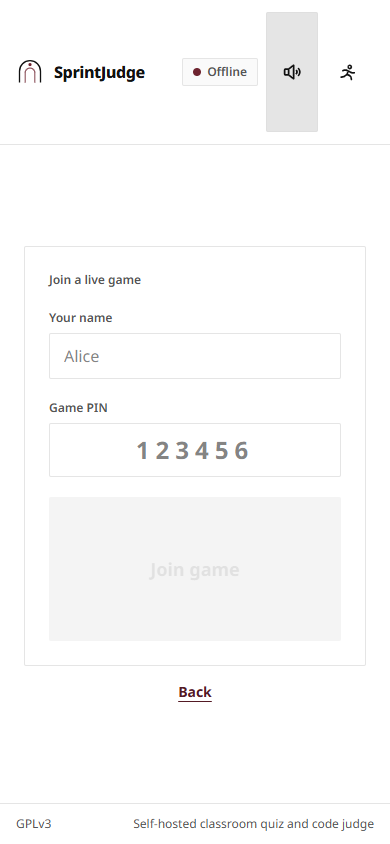 SprintJudge
Offline
Join a live game
Your name
Alice
Game PIN
123456
Join game
Back
GPLv3
Self-hosted classroom quiz and code judge